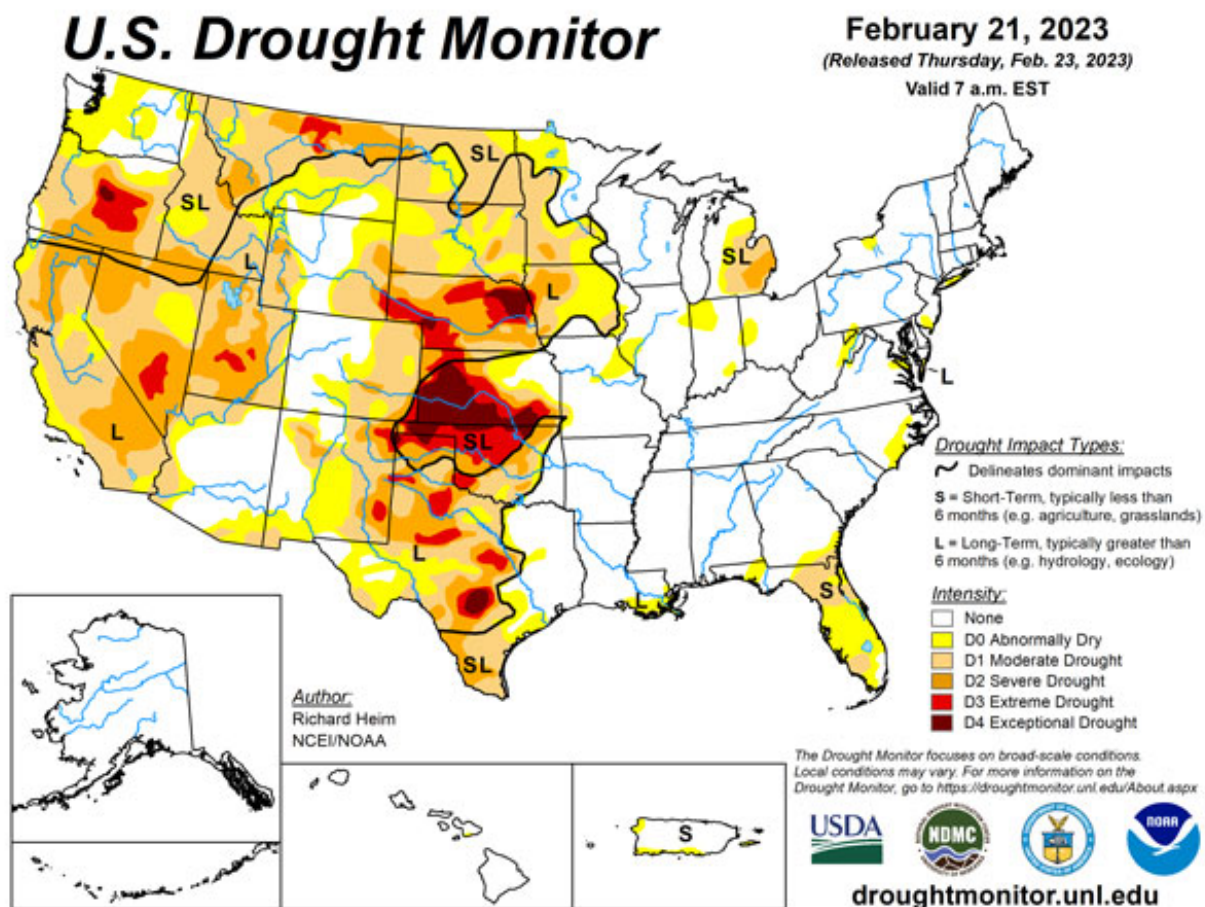 U.S. Drought Monitor
February 21, 2023
(Released Thursday, Feb. 23, 2023)
Valid 7 a.m. EST
SL
SL
SL
L
L
L
L
SL
L
L
S
SL
Drought Impact Types:
Delineates dominant impacts
S = Short-Term, typically less than
6 months (e.g. agriculture, grasslands)
L = Long-Term, typically greater than
6 months (e.g. hydrology, ecology)
Intensity:
None
D0 Abnormally Dry
D1 Moderate Drought
D2 Severe Drought
D3 Extreme Drought
D4 Exceptional Drought
Author:
Richard Heim
NCEI/NOAA
S
The Drought Monitor focuses on broad-scale conditions.
Local conditions may vary. For more information on the
Drought Monitor, go to https://droughtmonitor.unl.edu/About.aspx
USDA
NDMC
NOAA
droughtmonitor.unl.edu